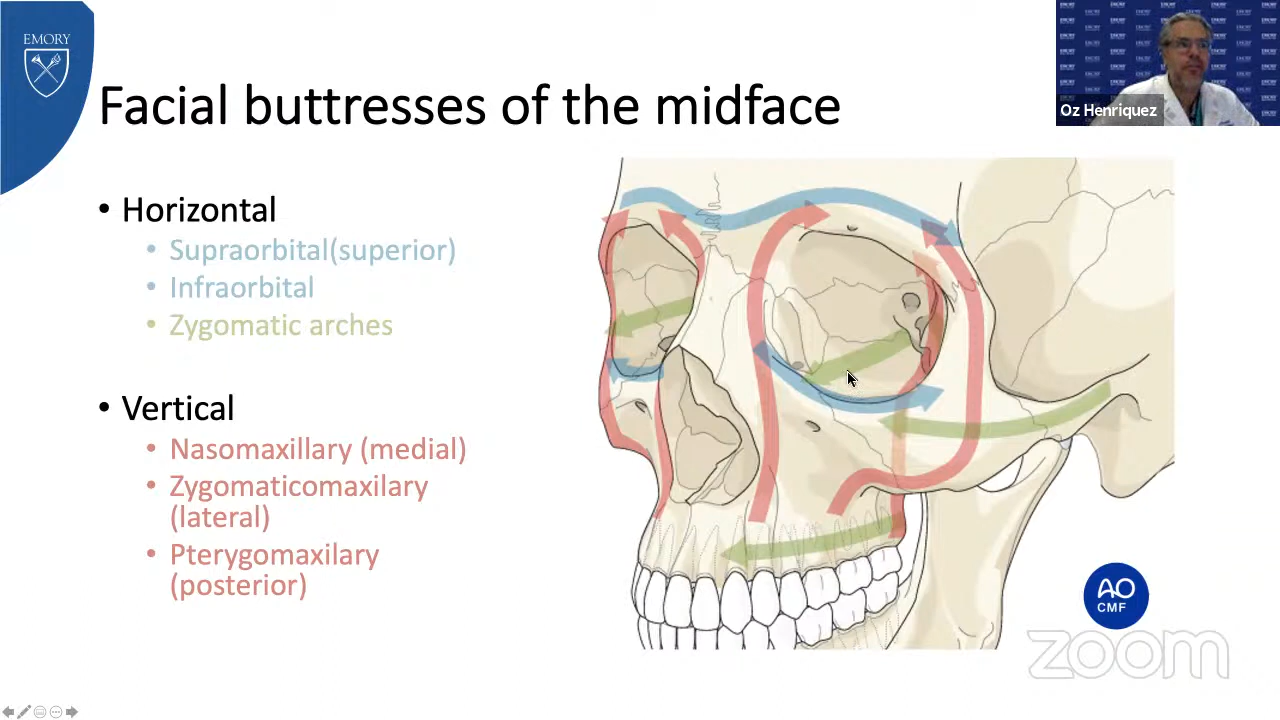 EMORY
Facial buttresses of the midface
Oz Henriquez
• Horizontal
• Supraorbital(superior)
• Infraorbital
• Zygomatic arches
• Vertical
• Nasomaxillary (medial)
• Zygomaticomaxilary
(lateral)
• Pterygomaxilary
(posterior)
AO
CMF
zoom